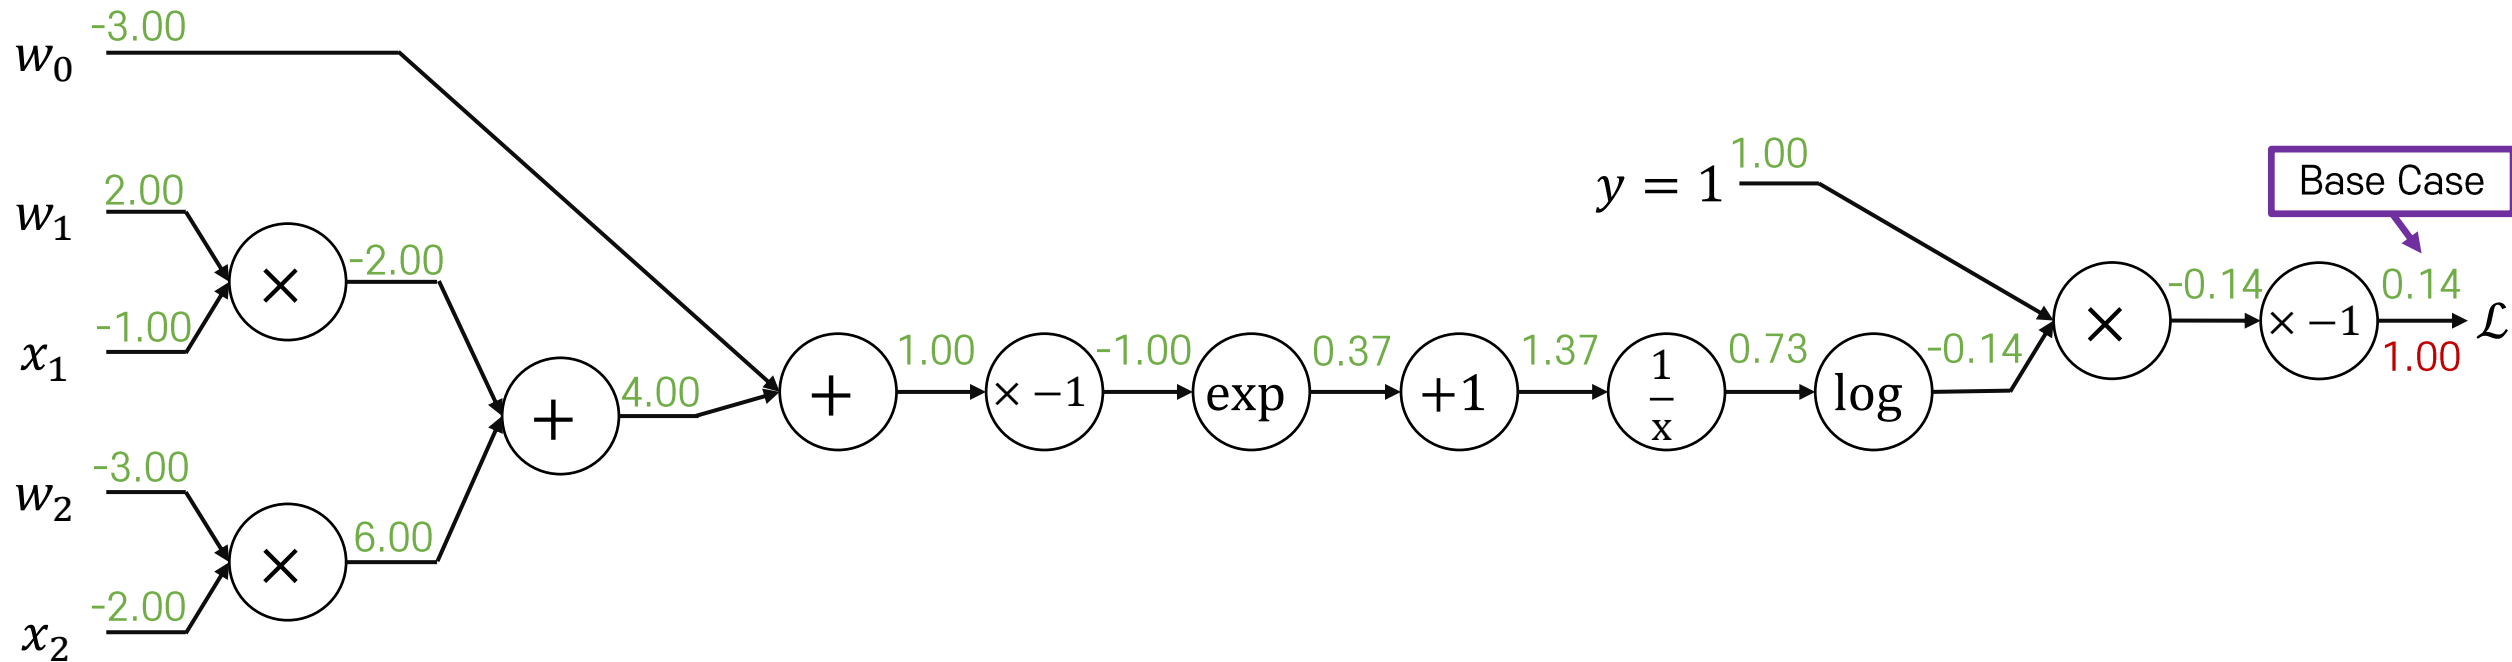 w₀ -3.00
w₁ 2.00
x₁ -1.00
w₂ -3.00
x₂ -2.00
×
-2.00
×
6.00
+
4.00
+
1.00
× −1
-1.00
exp
0.37
+1
1.37
1/x
0.73
log
-0.14
y = 1 1.00
×
-0.14
× −1
Base Case
0.14
1.00
ℒ